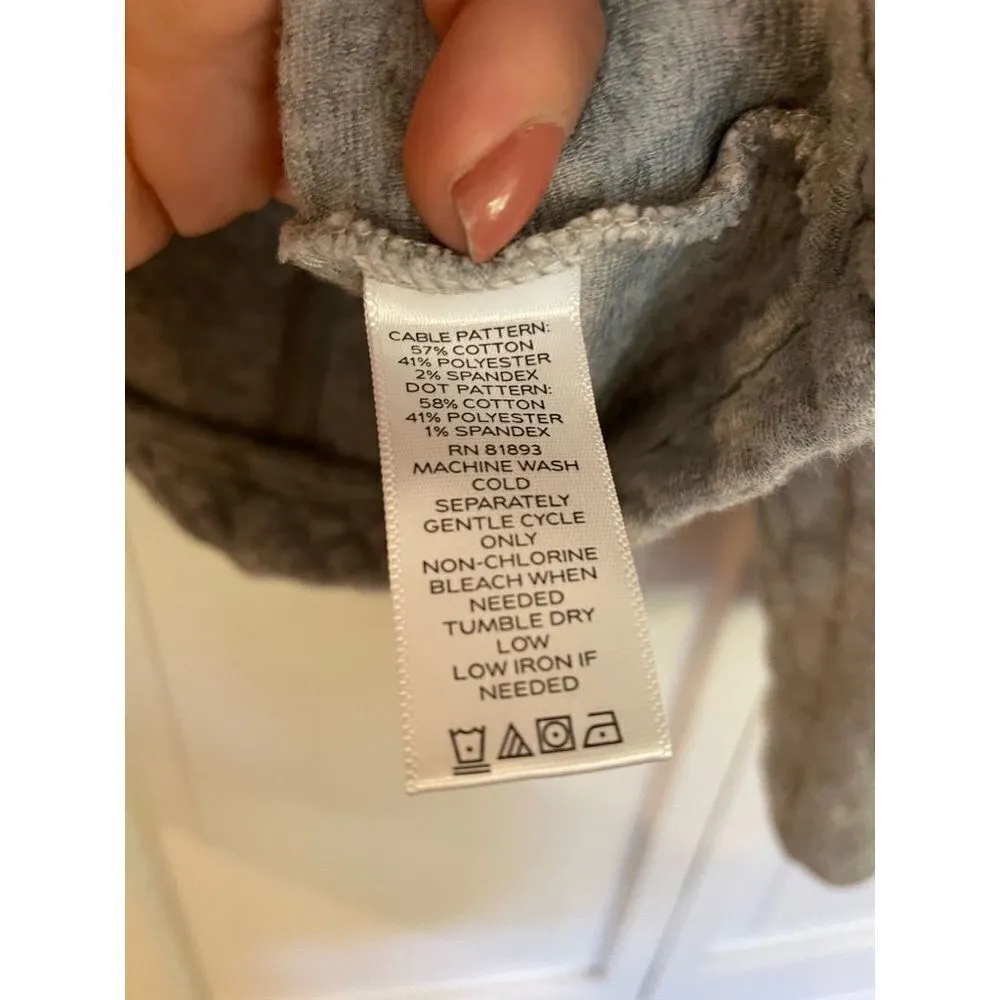 CABLE PATTERN:
57% COTTON
41% POLYESTER
2% SPANDEX
DOT PATTERN:
58% COTTON
41% POLYESTER
1% SPANDEX
RN 81893
MACHINE WASH
COLD
SEPARATELY
GENTLE CYCLE
ONLY
NON-CHLORINE
BLEACH WHEN
NEEDED
TUMBLE DRY
LOW
LOW IRON IF
NEEDED